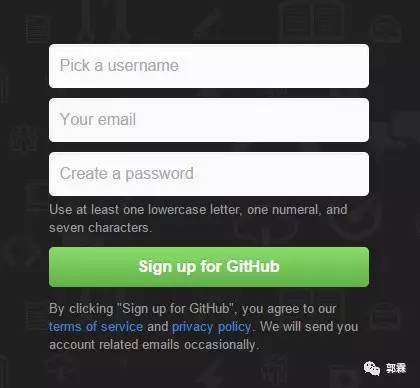 Pick a username
Your email
Create a password
Use at least one lowercase letter, one numeral, and
seven characters.
Sign up for GitHub
By clicking "Sign up for GitHub", you agree to our
terms of service and privacy policy. We will send you
account related emails occasionally.
郭霖